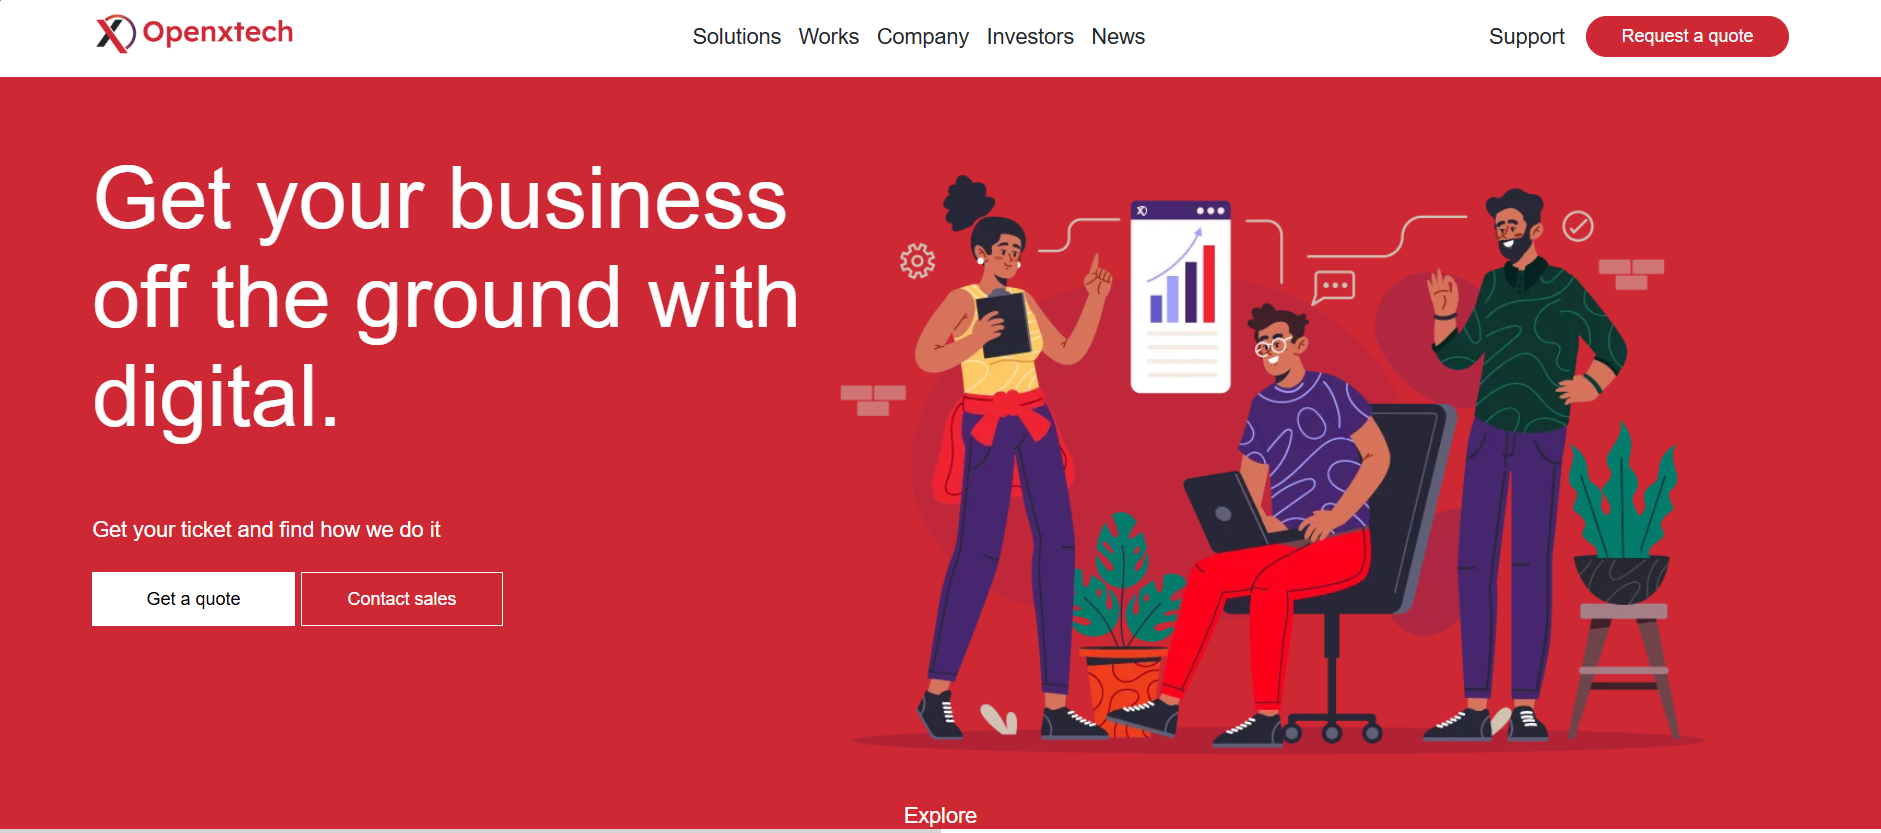 Openxtech
Solutions Works Company Investors News
Support
Request a quote
Get your business
off the ground with
digital.
Get your ticket and find how we do it
Get a quote
Contact sales
Explore